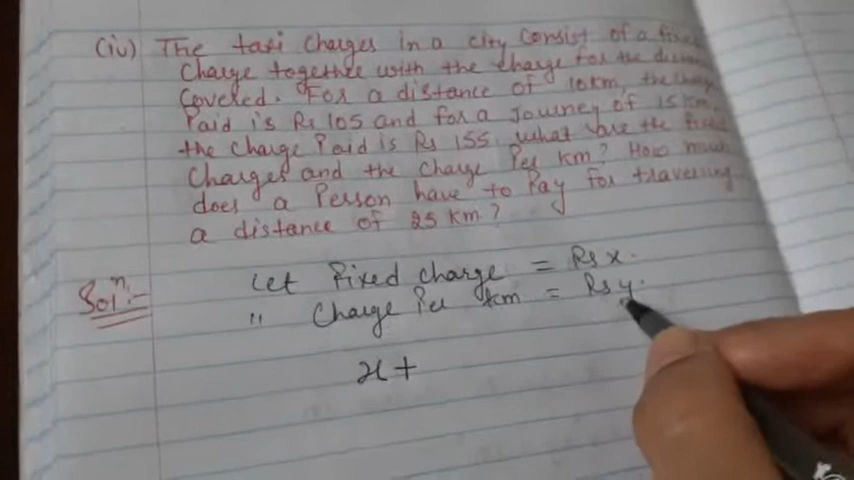 (iv) The taxi charges in a city consist of a fixed
Charge together with the charge for the distance
Covered. For a distance of 10km, the charge
Paid is Rs 105 and for a Journey of 15 km,
the Charge Paid is Rs 155. What are the fixed
Charges and the charge Per km? How much
does a Person have to Pay for travelling
a distance of 25 km?
Solⁿ:- Let Fixed charge = Rs x.
" Charge Per km = Rs y.
x +